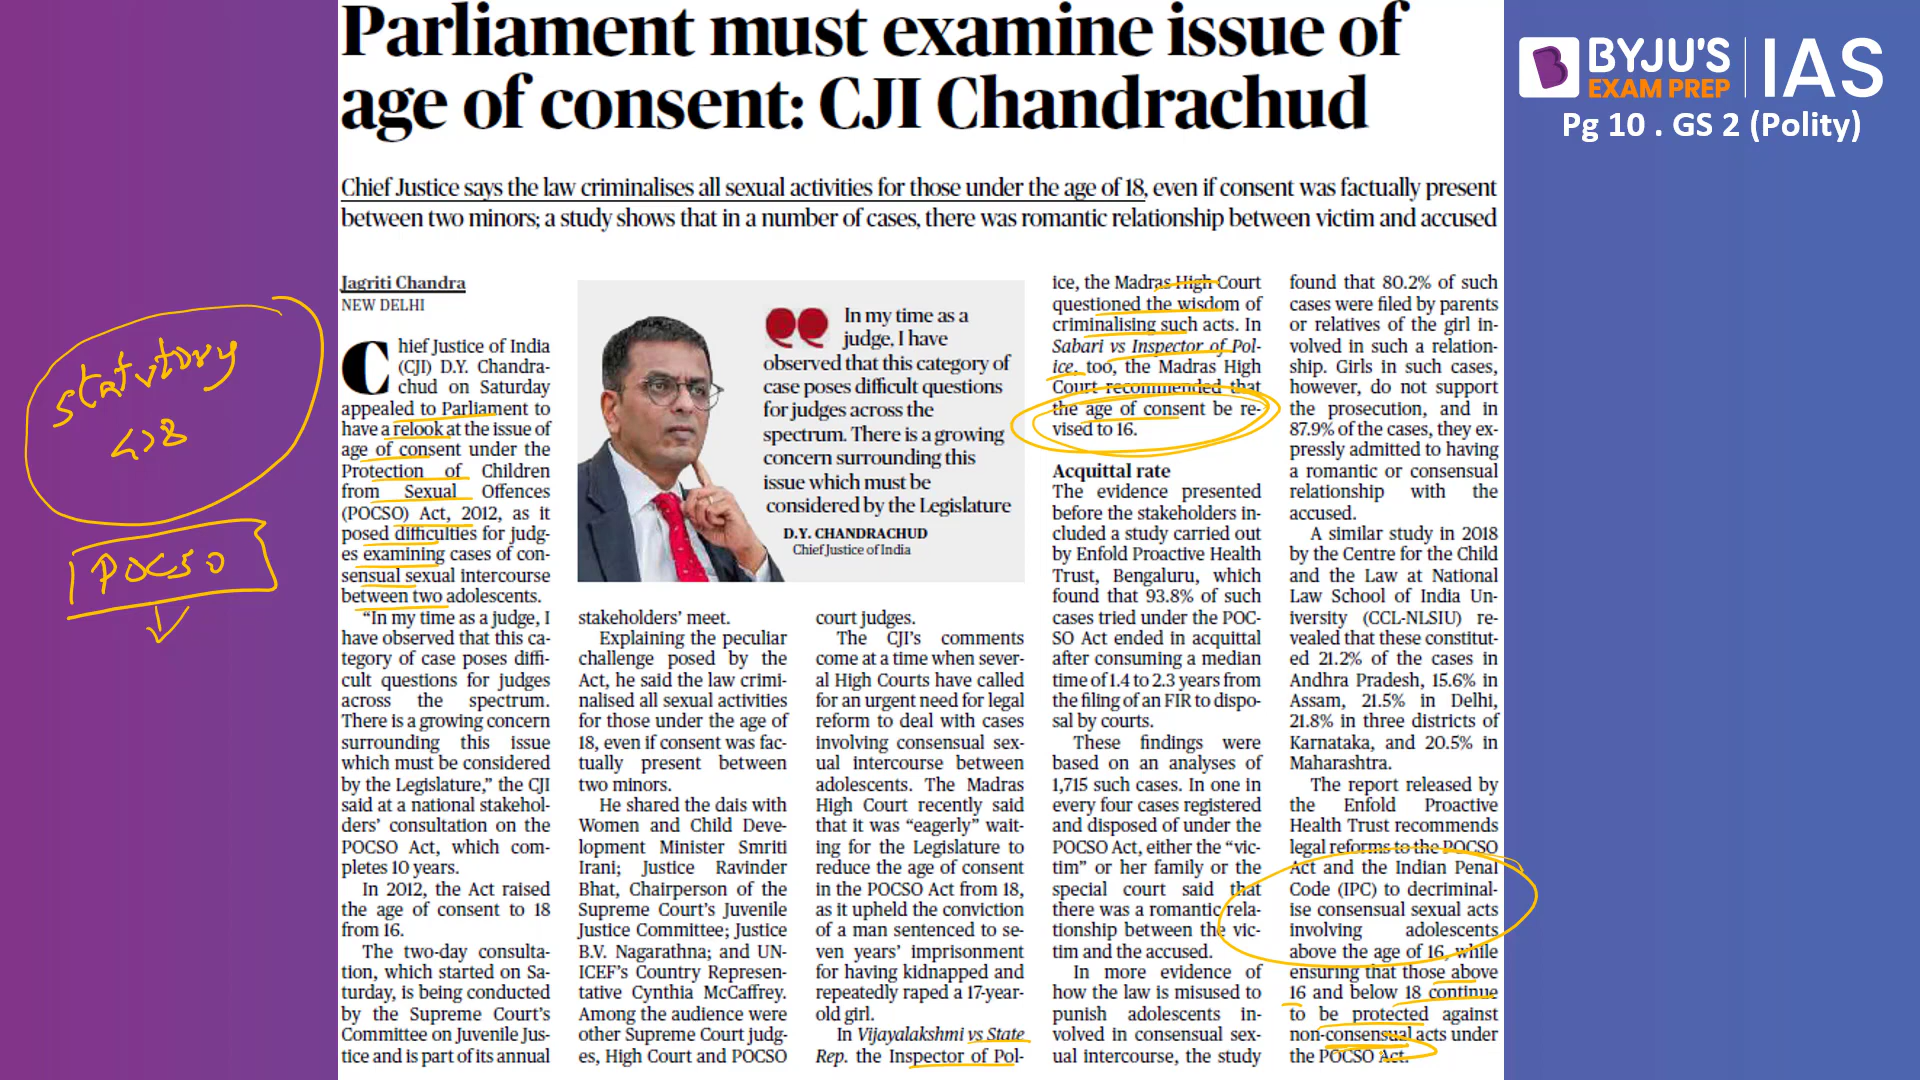 Parliament must examine issue of
age of consent: CJI Chandrachud
Chief Justice says the law criminalises all sexual activities for those under the age of 18, even if consent was factually present
between two minors; a study shows that in a number of cases, there was romantic relationship between victim and accused
BYJU'S
EXAM PREP
IAS
Pg 10 . GS 2 (Polity)
statutory
<18
POCSO
Jagriti Chandra
NEW DELHI
Chief Justice of India
(CJI) D.Y. Chandra-
chud on Saturday
appealed to Parliament to
have a relook at the issue of
age of consent under the
Protection of Children
from Sexual Offences
(POCSO) Act, 2012, as it
posed difficulties for judg-
es examining cases of con-
sensual sexual intercourse
between two adolescents.
“In my time as a judge, I
have observed that this ca-
tegory of case poses diffi-
cult questions for judges
across the spectrum.
There is a growing concern
surrounding this issue
which must be considered
by the Legislature,” the CJI
said at a national stakehol-
ders’ consultation on the
POCSO Act, which com-
pletes 10 years.
In 2012, the Act raised
the age of consent to 18
from 16.
The two-day consulta-
tion, which started on Sa-
turday, is being conducted
by the Supreme Court’s
Committee on Juvenile Jus-
tice and is part of its annual
In my time as a
judge, I have
observed that this category of
case poses difficult questions
for judges across the
spectrum. There is a growing
concern surrounding this
issue which must be
considered by the Legislature
D.Y. CHANDRACHUD
Chief Justice of India
stakeholders’ meet.
Explaining the peculiar
challenge posed by the
Act, he said the law crimi-
nalised all sexual activities
for those under the age of
18, even if consent was fac-
tually present between
two minors.
He shared the dais with
Women and Child Deve-
lopment Minister Smriti
Irani; Justice Ravinder
Bhat, Chairperson of the
Supreme Court’s Juvenile
Justice Committee; Justice
B.V. Nagarathna; and UN-
ICEF’s Country Represen-
tative Cynthia McCaffrey.
Among the audience were
other Supreme Court judg-
es, High Court and POCSO
court judges.
The CJI’s comments
come at a time when sever-
al High Courts have called
for an urgent need for legal
reform to deal with cases
involving consensual sex-
ual intercourse between
adolescents. The Madras
High Court recently said
that it was “eagerly” wait-
ing for the Legislature to
reduce the age of consent
in the POCSO Act from 18,
as it upheld the conviction
of a man sentenced to se-
ven years’ imprisonment
for having kidnapped and
repeatedly raped a 17-year-
old girl.
In Vijayalakshmi vs State
Rep. the Inspector of Pol-
ice, the Madras High Court
questioned the wisdom of
criminalising such acts. In
Sabari vs Inspector of Pol-
ice, too, the Madras High
Court recommended that
the age of consent be re-
vised to 16.
Acquittal rate
The evidence presented
before the stakeholders in-
cluded a study carried out
by Enfold Proactive Health
Trust, Bengaluru, which
found that 93.8% of such
cases tried under the POC-
SO Act ended in acquittal
after consuming a median
time of 1.4 to 2.3 years from
the filing of an FIR to dispo-
sal by courts.
These findings were
based on an analyses of
1,715 such cases. In one in
every four cases registered
and disposed of under the
POCSO Act, either the “vic-
tim” or her family or the
special court said that
there was a romantic rela-
tionship between the vic-
tim and the accused.
In more evidence of
how the law is misused to
punish adolescents in-
volved in consensual sex-
ual intercourse, the study
found that 80.2% of such
cases were filed by parents
or relatives of the girl in-
volved in such a relation-
ship. Girls in such cases,
however, do not support
the prosecution, and in
87.9% of the cases, they ex-
pressly admitted to having
a romantic or consensual
relationship with the
accused.
A similar study in 2018
by the Centre for the Child
and the Law at National
Law School of India Un-
iversity (CCL-NLSIU) re-
vealed that these constitut-
ed 21.2% of the cases in
Andhra Pradesh, 15.6% in
Assam, 21.5% in Delhi,
21.8% in three districts of
Karnataka, and 20.5% in
Maharashtra.
The report released by
the Enfold Proactive
Health Trust recommends
legal reforms to the POCSO
Act and the Indian Penal
Code (IPC) to decriminal-
ise consensual sexual acts
involving adolescents
above the age of 16, while
ensuring that those above
16 and below 18 continue
to be protected against
non-consensual acts under
the POCSO Act.